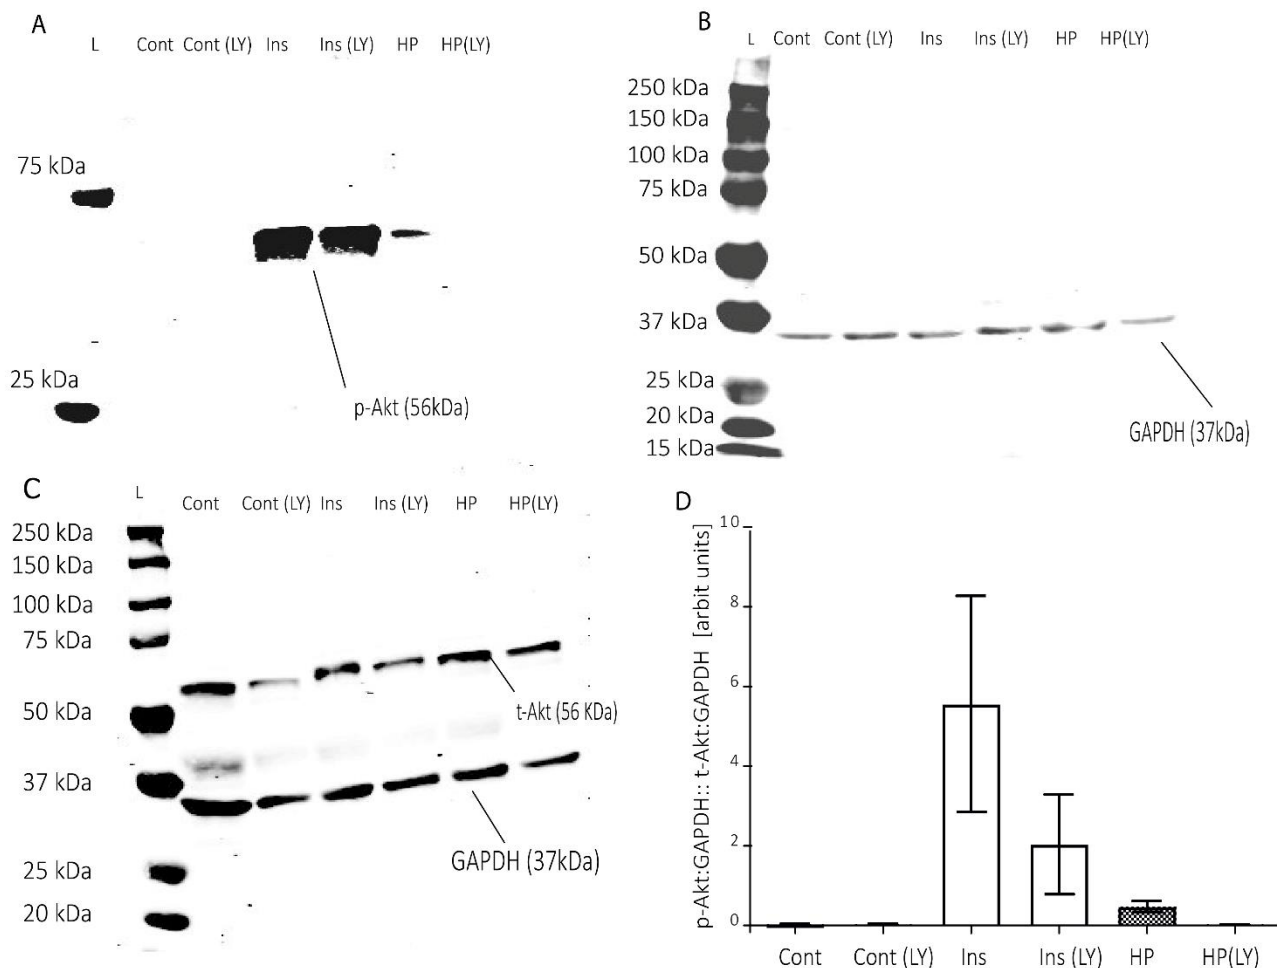 A
L Cont Cont (LY) Ins Ins (LY) HP HP(LY)
75 kDa
25 kDa
p-Akt (56kDa)
B
L Cont Cont (LY) Ins Ins (LY) HP HP(LY)
250 kDa
150 kDa
100 kDa
75 kDa
50 kDa
37 kDa
25 kDa
20 kDa
15 kDa
GAPDH (37kDa)
C
L Cont Cont (LY) Ins Ins (LY) HP HP(LY)
250 kDa
150 kDa
100 kDa
75 kDa
50 kDa
37 kDa
25 kDa
20 kDa
t-Akt (56 KDa)
GAPDH (37kDa)
D
p-Akt:GAPDH:: t-Akt:GAPDH [arbit units]
10
8
6
4
2
0
Cont Cont (LY) Ins Ins (LY) HP HP(LY)